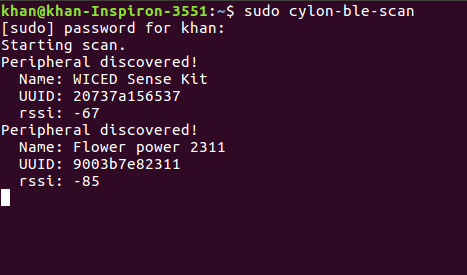 khan@khan-Inspiron-3551:~$ sudo cylon-ble-scan
[sudo] password for khan:
Starting scan.
Peripheral discovered!
  Name: WICED Sense Kit
  UUID: 20737a156537
  rssi: -67
Peripheral discovered!
  Name: Flower power 2311
  UUID: 9003b7e82311
  rssi: -85